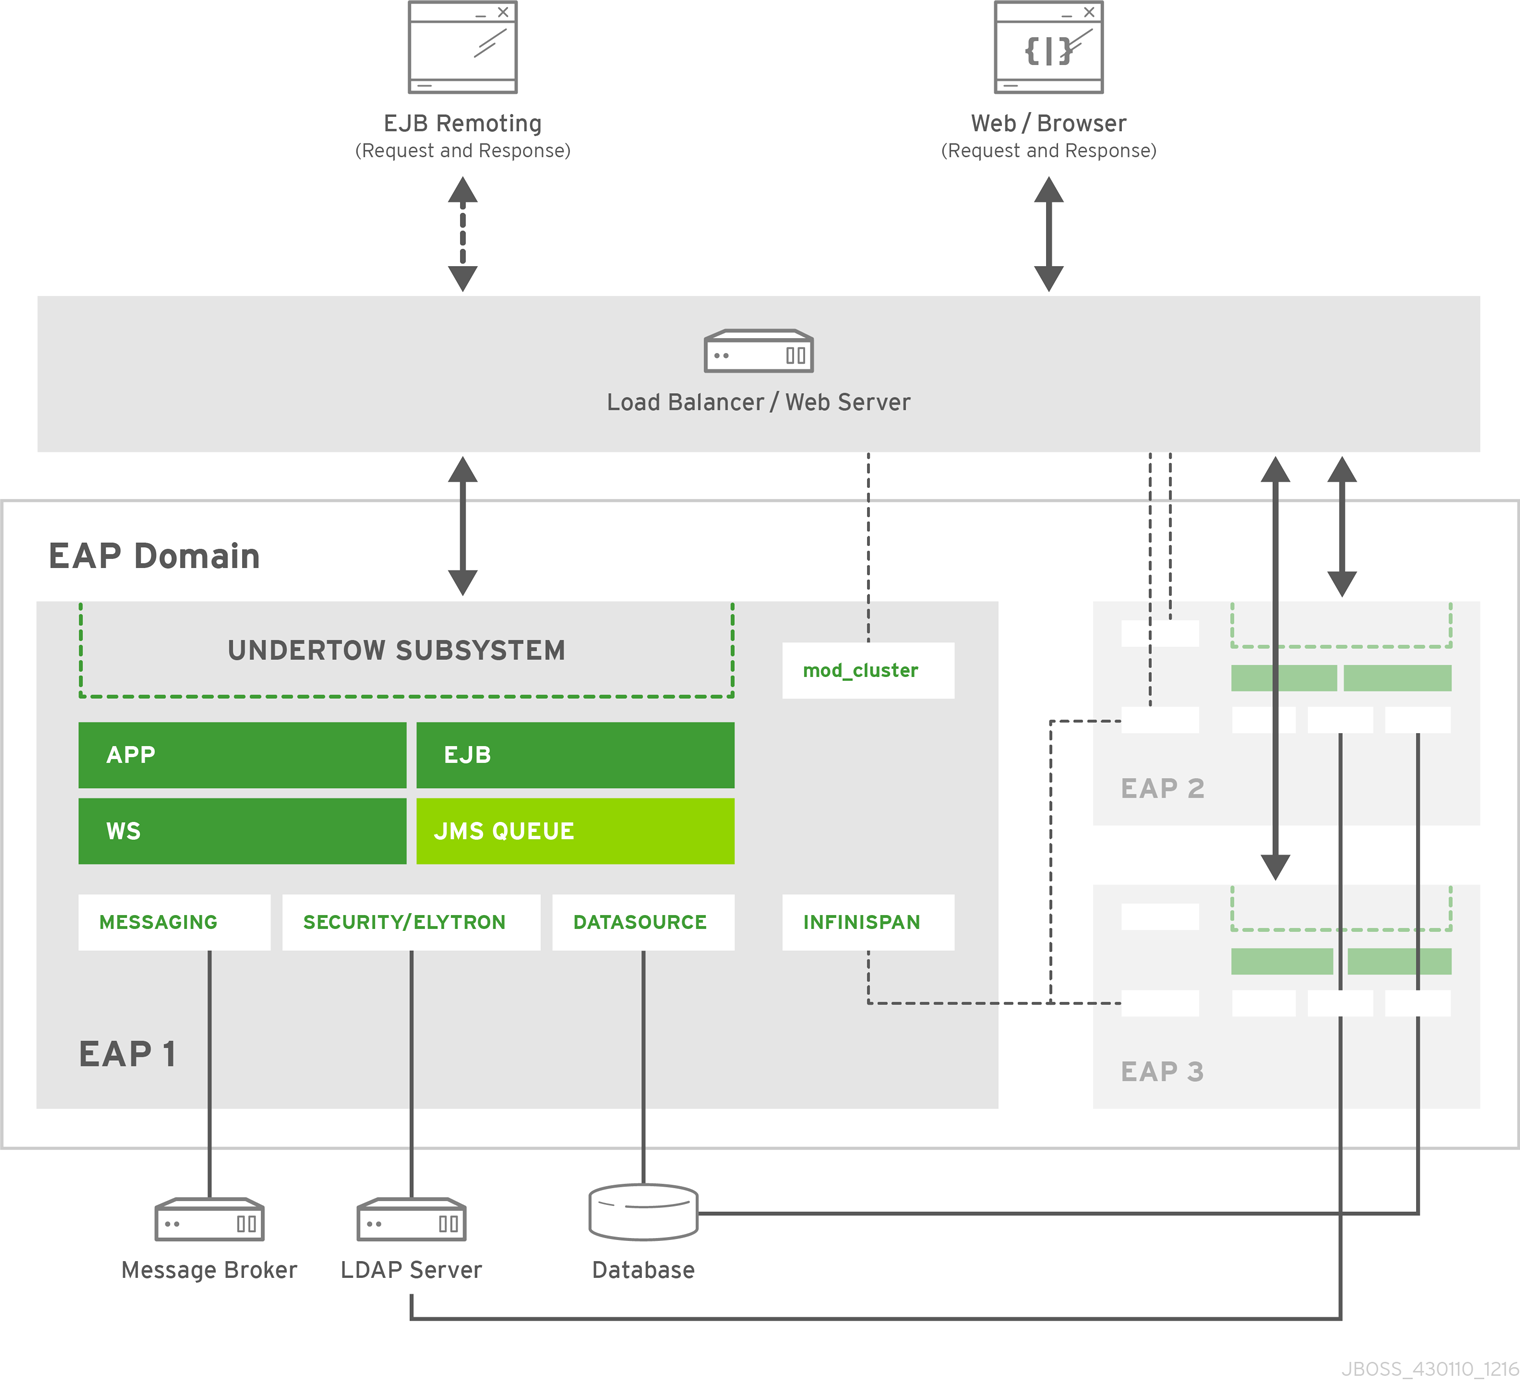 EJB Remoting
(Request and Response)
Web / Browser
(Request and Response)
{|}
Load Balancer / Web Server
EAP Domain
UNDERTOW SUBSYSTEM
mod_cluster
APP
EJB
WS
JMS QUEUE
MESSAGING
SECURITY/ELYTRON
DATASOURCE
INFINISPAN
EAP 1
EAP 2
EAP 3
Message Broker
LDAP Server
Database
JBOSS_430110_1216